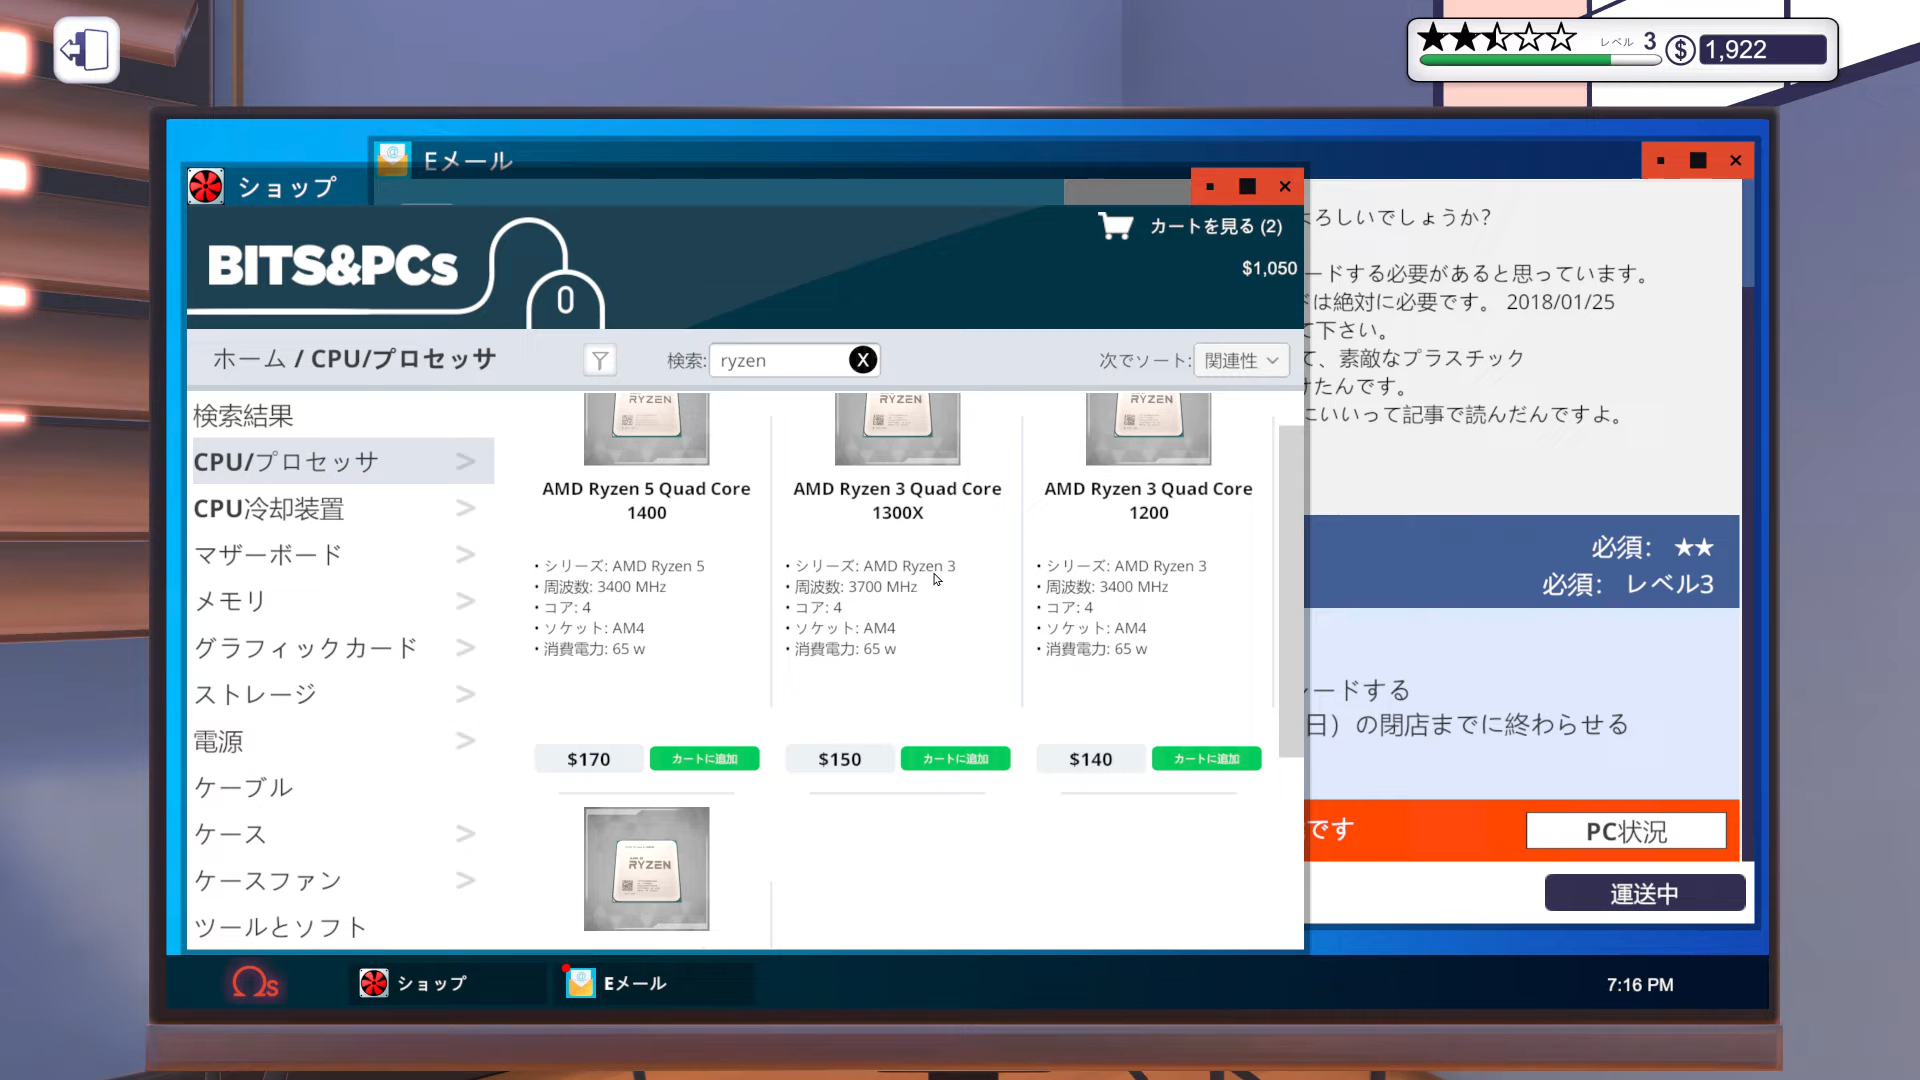 レベル 3
1,922
Eメール
ショップ
カートを見る (2)
$1,050
BITS&PCs
ホーム / CPU/プロセッサ
検索: ryzen X
次でソート: 関連性
検索結果
CPU/プロセッサ
CPU冷却装置
マザーボード
メモリ
グラフィックカード
ストレージ
電源
ケーブル
ケース
ケースファン
ツールとソフト
RYZEN
AMD Ryzen 5 Quad Core
1400
• シリーズ: AMD Ryzen 5
• 周波数: 3400 MHz
• コア: 4
• ソケット: AM4
• 消費電力: 65 w
$170 カートに追加
RYZEN
AMD Ryzen 3 Quad Core
1300X
• シリーズ: AMD Ryzen 3
• 周波数: 3700 MHz
• コア: 4
• ソケット: AM4
• 消費電力: 65 w
$150 カートに追加
RYZEN
AMD Ryzen 3 Quad Core
1200
• シリーズ: AMD Ryzen 3
• 周波数: 3400 MHz
• コア: 4
• ソケット: AM4
• 消費電力: 65 w
$140 カートに追加
RYZEN
ろしいでしょうか?
ードする必要があると思っています。
は絶対に必要です。 2018/01/25
て下さい。
て、素敵なプラスチック
けたんです。
にいいって記事で読んだんですよ。
必須: ★★
必須: レベル3
ードする
日）の閉店までに終わらせる
です
PC状況
運送中
Ωs
ショップ
Eメール
7:16 PM